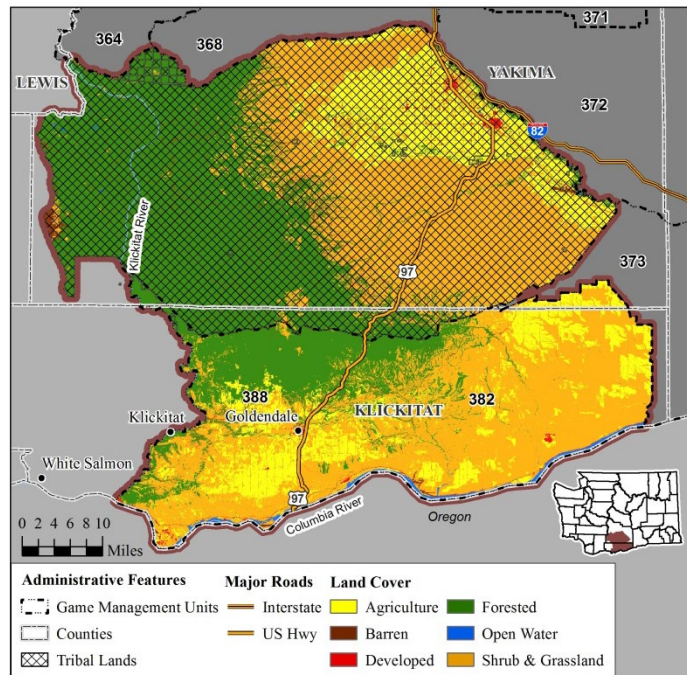 371
364
368
LEWIS
YAKIMA
372
82
Klickitat River
373
97
388
382
Klickitat
Goldendale
KLICKITAT
White Salmon
97
Columbia River
Oregon
0 2 4 6 8 10
Miles
Administrative Features
Game Management Units
Counties
Tribal Lands
Major Roads
Interstate
US Hwy
Land Cover
Agriculture
Barren
Developed
Forested
Open Water
Shrub & Grassland